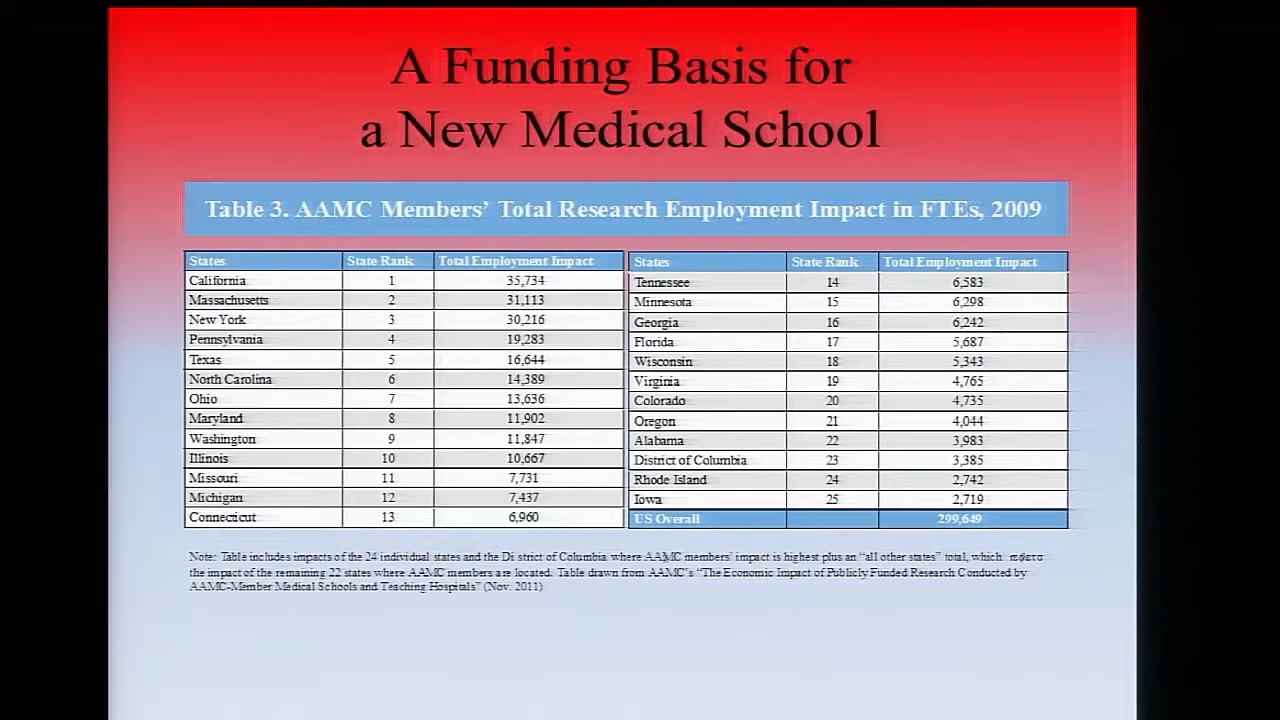 A Funding Basis for
a New Medical School
Table 3. AAMC Members' Total Research Employment Impact in FTEs, 2009
States State Rank Total Employment Impact
California 1 35,734
Massachusetts 2 31,113
New York 3 30,216
Pennsylvania 4 19,283
Texas 5 16,644
North Carolina 6 14,389
Ohio 7 13,636
Maryland 8 11,902
Washington 9 11,847
Illinois 10 10,667
Missouri 11 7,731
Michigan 12 7,437
Connecticut 13 6,960
States State Rank Total Employment Impact
Tennessee 14 6,583
Minnesota 15 6,298
Georgia 16 6,242
Florida 17 5,687
Wisconsin 18 5,343
Virginia 19 4,765
Colorado 20 4,735
Oregon 21 4,044
Alabama 22 3,983
District of Columbia 23 3,385
Rhode Island 24 2,742
Iowa 25 2,719
US Overall 299,649
Note: Table includes impacts of the 24 individual states and the District of Columbia where AAMC members' impact is highest plus an “all other states” total, which
the impact of the remaining 22 states where AAMC members are located. Table drawn from AAMC's “The Economic Impact of Publicly Funded Research Conducted by
AAMC-Member Medical Schools and Teaching Hospitals” (Nov. 2011)